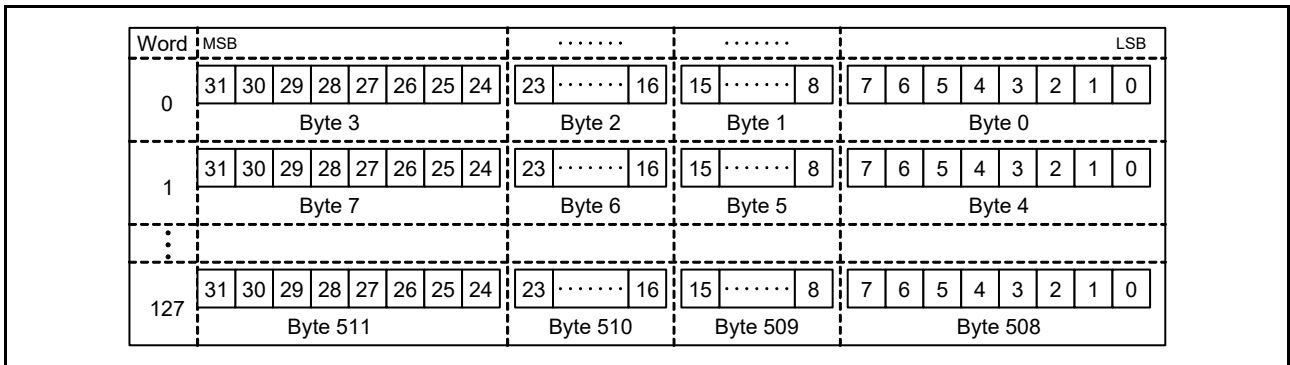 Word MSB ······· ······· LSB
0 31 30 29 28 27 26 25 24 23 ······· 16 15 ······· 8 7 6 5 4 3 2 1 0
Byte 3 Byte 2 Byte 1 Byte 0
1 31 30 29 28 27 26 25 24 23 ······· 16 15 ······· 8 7 6 5 4 3 2 1 0
Byte 7 Byte 6 Byte 5 Byte 4
⋮
127 31 30 29 28 27 26 25 24 23 ······· 16 15 ······· 8 7 6 5 4 3 2 1 0
Byte 511 Byte 510 Byte 509 Byte 508